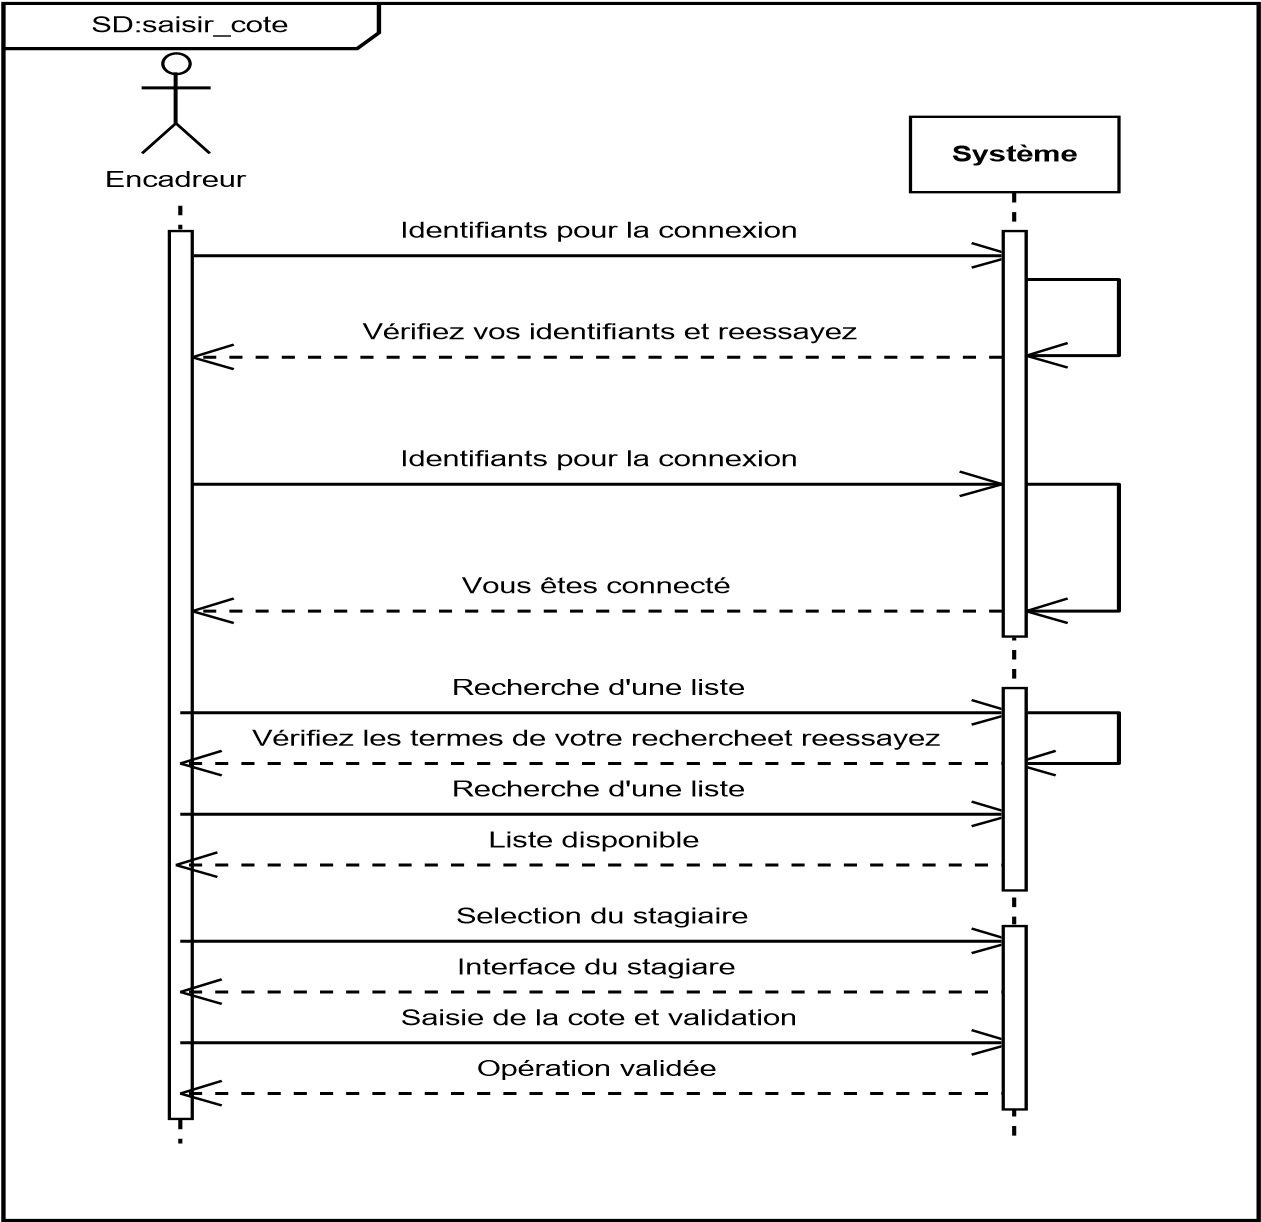 SD:saisir_cote
Encadreur
Système
Identifiants pour la connexion
Vérifiez vos identifiants et reessayez
Identifiants pour la connexion
Vous êtes connecté
Recherche d'une liste
Vérifiez les termes de votre rechercheet reessayez
Recherche d'une liste
Liste disponible
Selection du stagiaire
Interface du stagiare
Saisie de la cote et validation
Opération validée